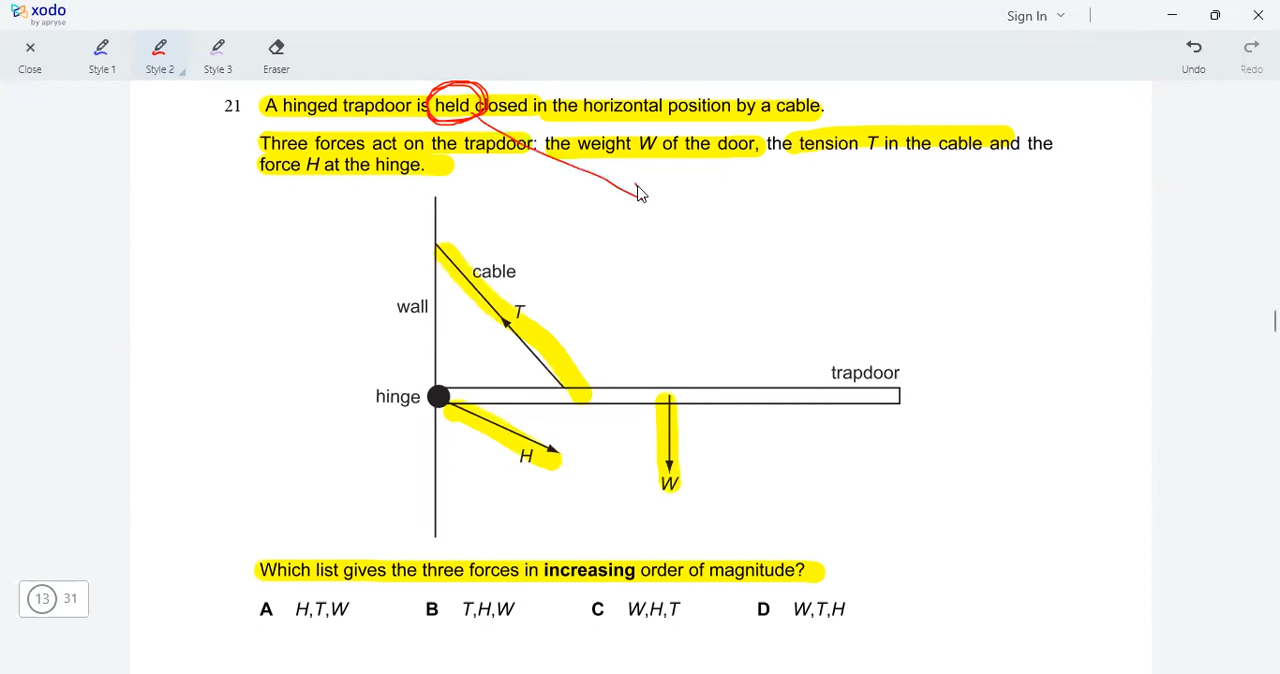 xodo
by apryse
Sign In
Close
Style 1
Style 2
Style 3
Eraser
Undo
Redo
21 A hinged trapdoor is held closed in the horizontal position by a cable.
Three forces act on the trapdoor: the weight W of the door, the tension T in the cable and the
force H at the hinge.
cable
wall
T
trapdoor
hinge
H
W
Which list gives the three forces in increasing order of magnitude?
13 31
A H,T,W B T,H,W C W,H,T D W,T,H